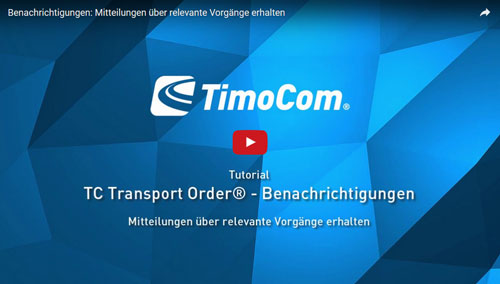 Benachrichtigungen: Mitteilungen über relevante Vorgänge erhalten
TimoCom®
Tutorial
TC Transport Order® - Benachrichtigungen
Mitteilungen über relevante Vorgänge erhalten